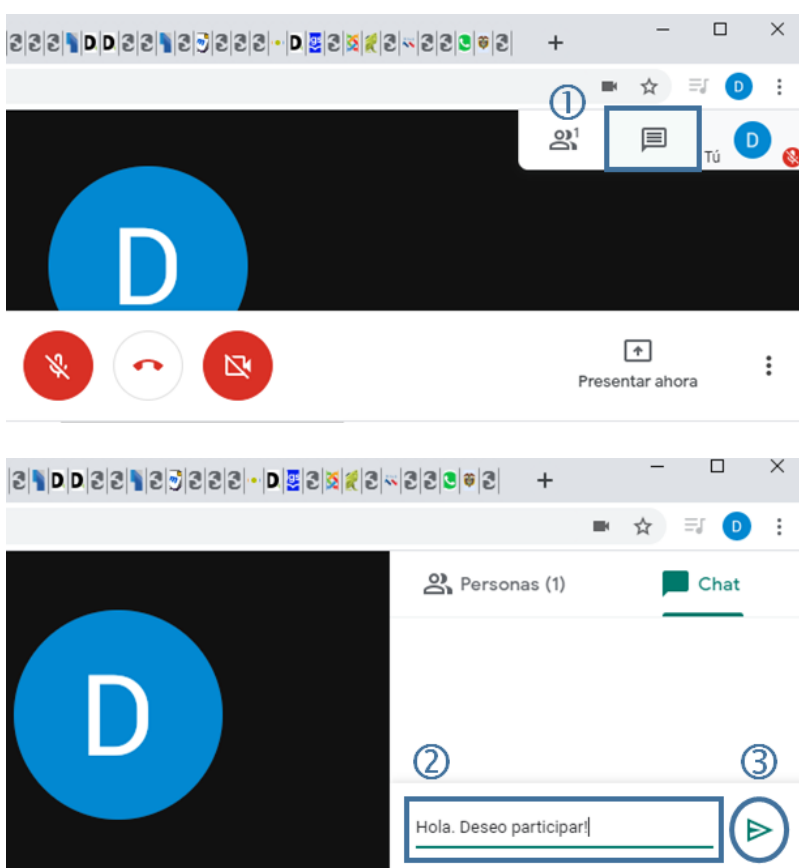 ①
1
D
Tú
D
D
Presentar ahora
D
Personas (1)
Chat
D
②
③
Hola. Deseo participar!